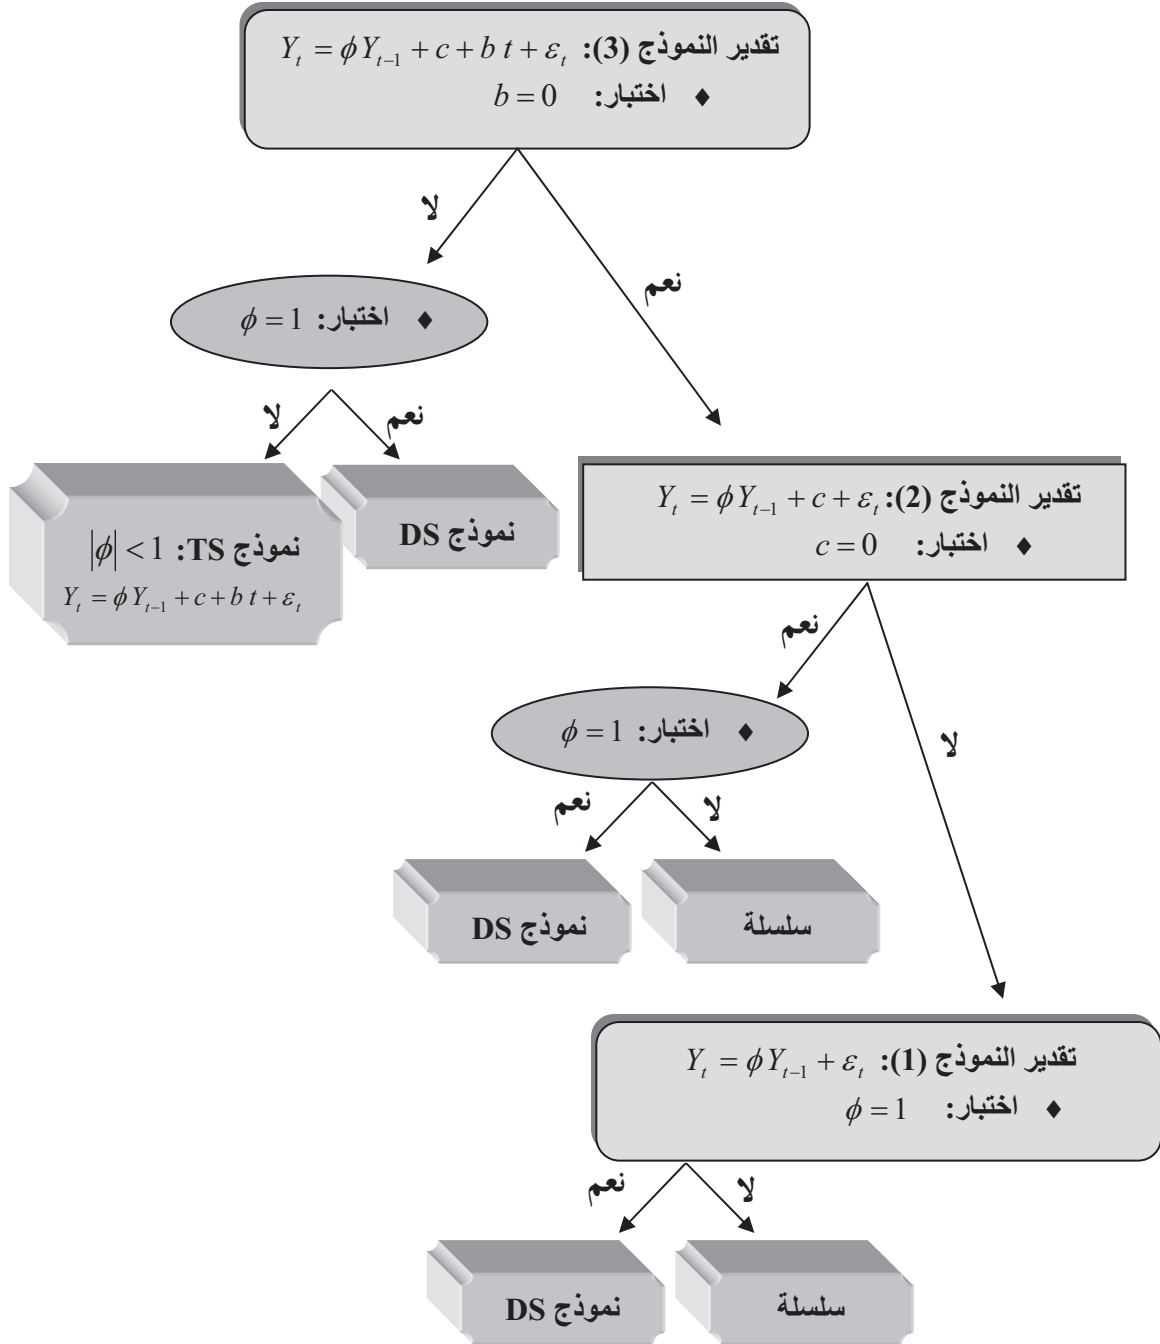 تقدير النموذج (3): Y_t = ϕY_{t−1} + c + b t + ε_t
♦ اختبار: b = 0
لا
نعم
♦ اختبار: ϕ = 1
لا
نعم
نموذج TS: |ϕ| < 1
Y_t = ϕY_{t−1} + c + b t + ε_t
نموذج DS
تقدير النموذج (2): Y_t = ϕY_{t−1} + c + ε_t
♦ اختبار: c = 0
نعم
لا
♦ اختبار: ϕ = 1
نعم
لا
نموذج DS
سلسلة
تقدير النموذج (1): Y_t = ϕY_{t−1} + ε_t
♦ اختبار: ϕ = 1
نعم
لا
نموذج DS
سلسلة